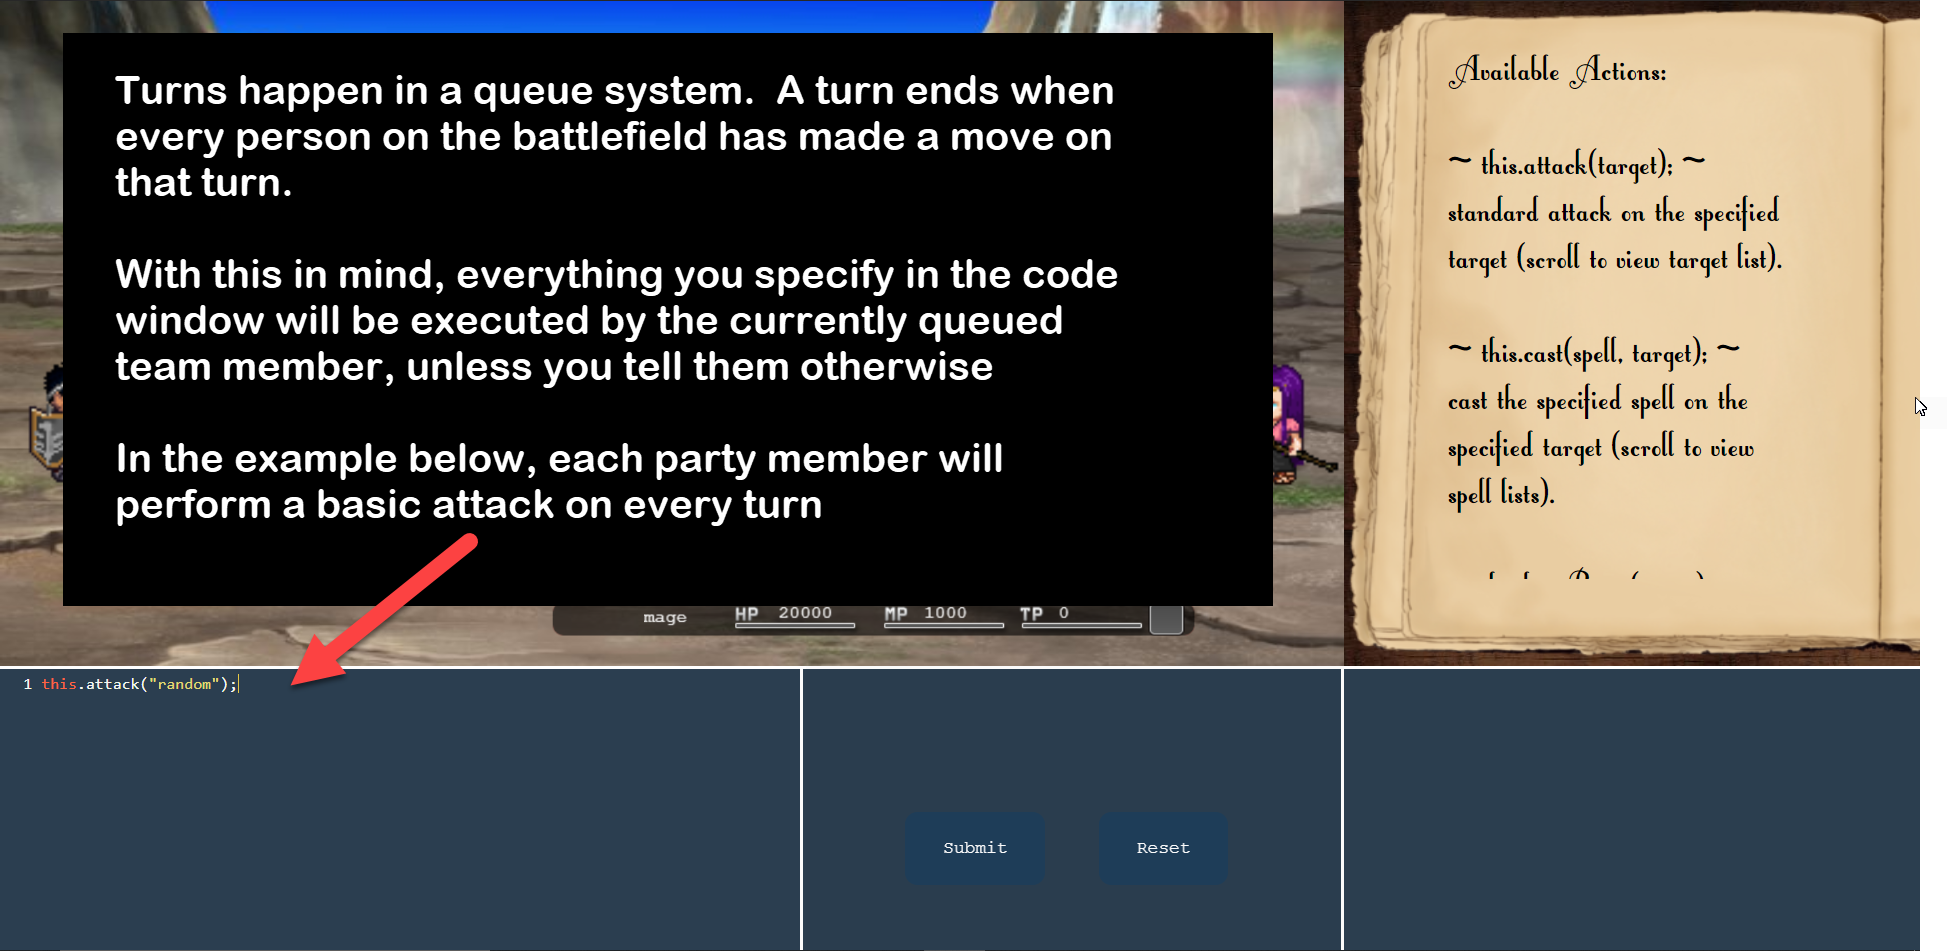 Turns happen in a queue system.  A turn ends when
every person on the battlefield has made a move on
that turn.
With this in mind, everything you specify in the code
window will be executed by the currently queued
team member, unless you tell them otherwise
In the example below, each party member will
perform a basic attack on every turn
mage HP 20000 MP 1000 TP 0
Available Actions:
~ this.attack(target); ~
standard attack on the specified
target (scroll to view target list).
~ this.cast(spell, target); ~
cast the specified spell on the
specified target (scroll to view
spell lists).
1 this.attack("random");
Submit
Reset